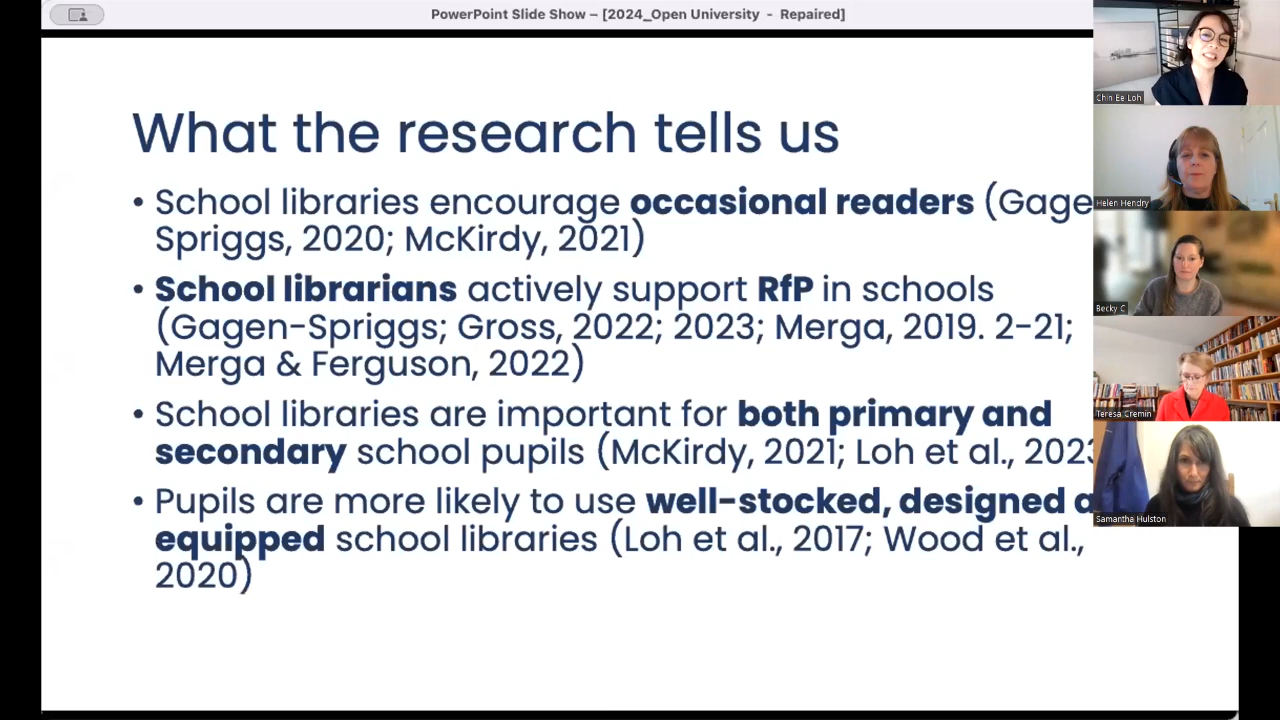 PowerPoint Slide Show – [2024_Open University - Repaired]
What the research tells us
• School libraries encourage occasional readers (Gage
Spriggs, 2020; McKirdy, 2021)
• School librarians actively support RfP in schools
(Gagen-Spriggs; Gross, 2022; 2023; Merga, 2019. 2-21;
Merga & Ferguson, 2022)
• School libraries are important for both primary and
secondary school pupils (McKirdy, 2021; Loh et al., 2023
• Pupils are more likely to use well-stocked, designed a
equipped school libraries (Loh et al., 2017; Wood et al.,
2020)
Chin Ee Loh
Helen Hendry
Becky C
Teresa Cremin
Samantha Hulston